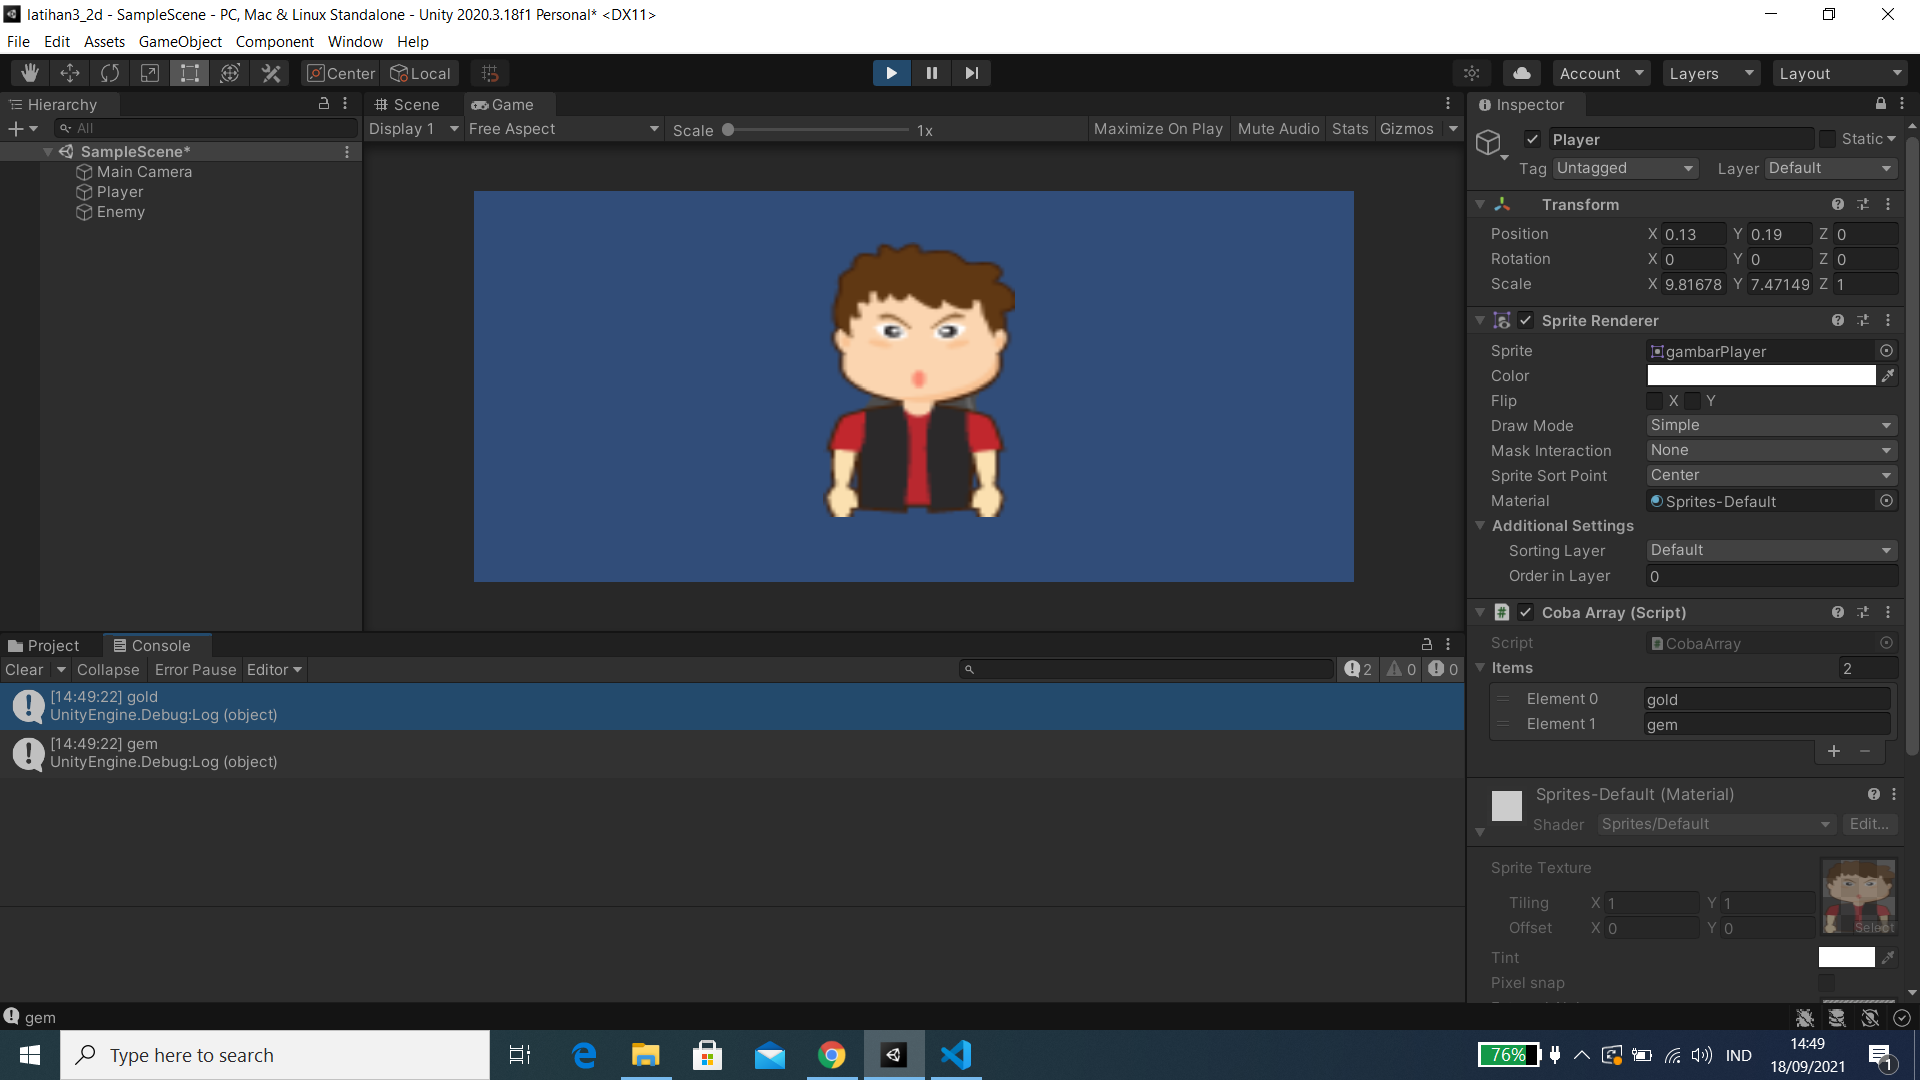 latihan3_2d - SampleScene - PC, Mac & Linux Standalone - Unity 2020.3.18f1 Personal* <DX11>
File Edit Assets GameObject Component Window Help
Center Local Account Layers Layout
Hierarchy Scene Game Inspector
All Display 1 Free Aspect Scale 1x Maximize On Play Mute Audio Stats Gizmos
SampleScene*
Main Camera
Player
Enemy
Player Static
Tag Untagged Layer Default
Transform
Position X 0.13 Y 0.19 Z 0
Rotation X 0 Y 0 Z 0
Scale X 9.81678 Y 7.47149 Z 1
Sprite Renderer
Sprite gambarPlayer
Color
Flip X Y
Draw Mode Simple
Mask Interaction None
Sprite Sort Point Center
Material Sprites-Default
Additional Settings
Sorting Layer Default
Order in Layer 0
Coba Array (Script)
Script CobaArray
Items 2
Element 0 gold
Element 1 gem
+ −
Sprites-Default (Material)
Shader Sprites/Default Edit...
Sprite Texture
Tiling X 1 Y 1
Offset X 0 Y 0
Select
Tint
Pixel snap
Project Console
Clear Collapse Error Pause Editor 2 0 0
[14:49:22] gold
UnityEngine.Debug:Log (object)
[14:49:22] gem
UnityEngine.Debug:Log (object)
gem
Type here to search
76% IND
14:49
18/09/2021
1